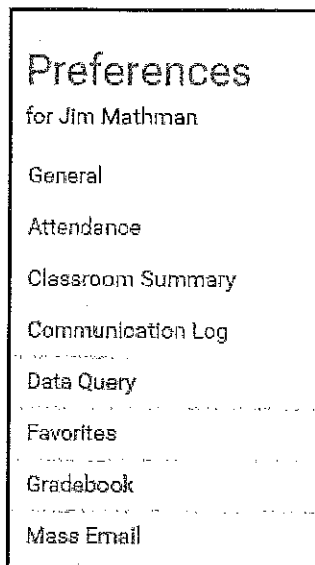 Preferences
for Jim Mathman
General
Attendance
Classroom Summary
Communication Log
Data Query
Favorites
Gradebook
Mass Email